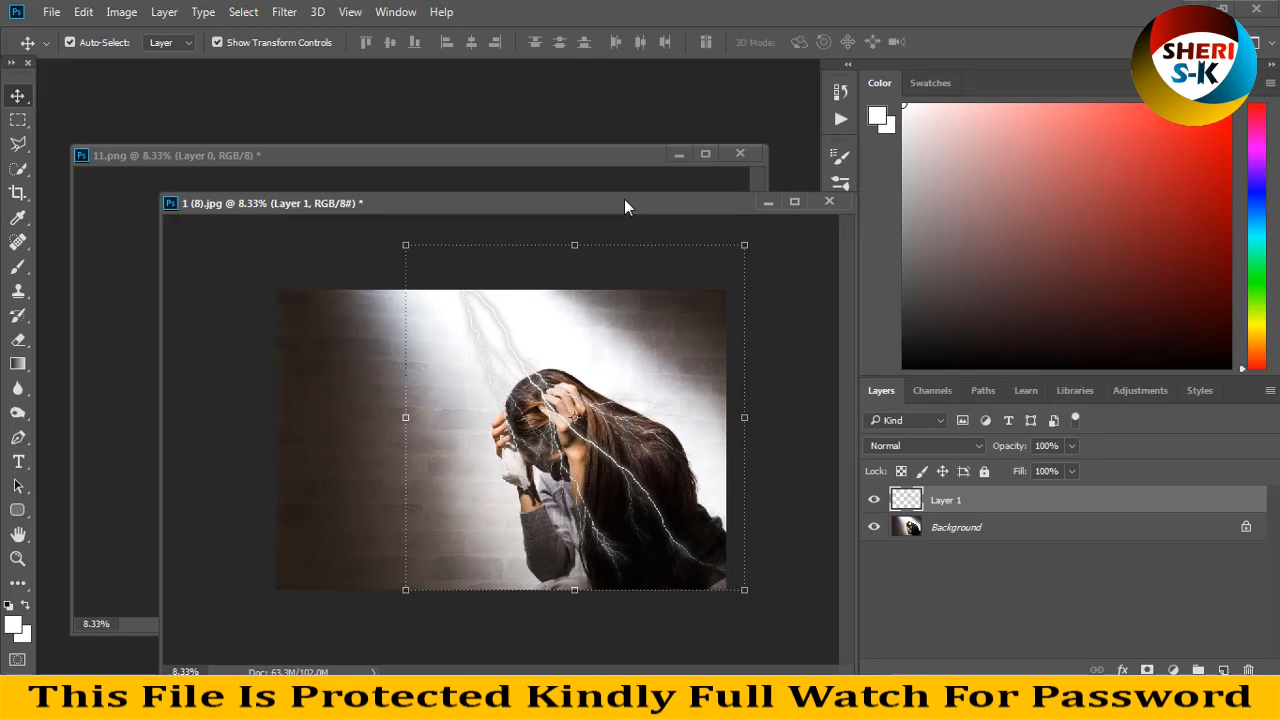 Ps File Edit Image Layer Type Select Filter 3D View Window Help
Auto-Select: Layer Show Transform Controls 3D Mode:
SHERI
S-K
Color Swatches
Ps 11.png @ 8.33% (Layer 0, RGB/8) *
Ps 1 (8).jpg @ 8.33% (Layer 1, RGB/8#) *
Layers Channels Paths Learn Libraries Adjustments Styles
Kind
Normal Opacity: 100%
Lock: Fill: 100%
Layer 1
Background
8.33%
8.33% Doc: 63.3M/102.0M
This File Is Protected Kindly Full Watch For Password